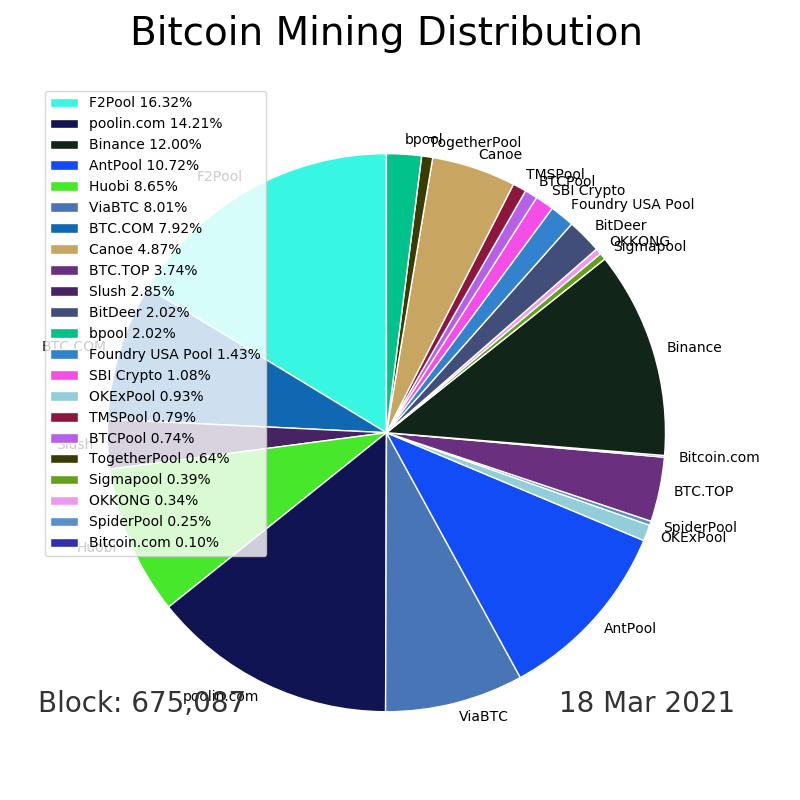 Bitcoin Mining Distribution
F2Pool 16.32%
poolin.com 14.21%
Binance 12.00%
AntPool 10.72%
Huobi 8.65%
ViaBTC 8.01%
BTC.COM 7.92%
Canoe 4.87%
BTC.TOP 3.74%
Slush 2.85%
BitDeer 2.02%
bpool 2.02%
Foundry USA Pool 1.43%
SBI Crypto 1.08%
OKExPool 0.93%
TMSPool 0.79%
BTCPool 0.74%
TogetherPool 0.64%
Sigmapool 0.39%
OKKONG 0.34%
SpiderPool 0.25%
Bitcoin.com 0.10%
F2Pool
BTC.COM
Slush
Huobi
poolin.com
ViaBTC
AntPool
OKExPool
SpiderPool
BTC.TOP
Bitcoin.com
Binance
Sigmapool
OKKONG
BitDeer
Foundry USA Pool
SBI Crypto
BTCPool
TMSPool
Canoe
TogetherPool
bpool
Block: 675,087
18 Mar 2021